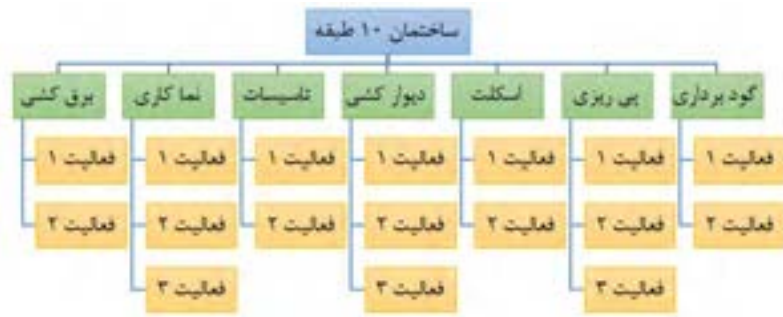 ساختمان ۱۰ طبقه
گود برداری
پی ریزی
اسکلت
دیوار کشی
تاسیسات
نما کاری
برق کشی
فعالیت ۱
فعالیت ۱
فعالیت ۱
فعالیت ۱
فعالیت ۱
فعالیت ۱
فعالیت ۱
فعالیت ۲
فعالیت ۲
فعالیت ۲
فعالیت ۲
فعالیت ۲
فعالیت ۲
فعالیت ۲
فعالیت ۳
فعالیت ۳
فعالیت ۳